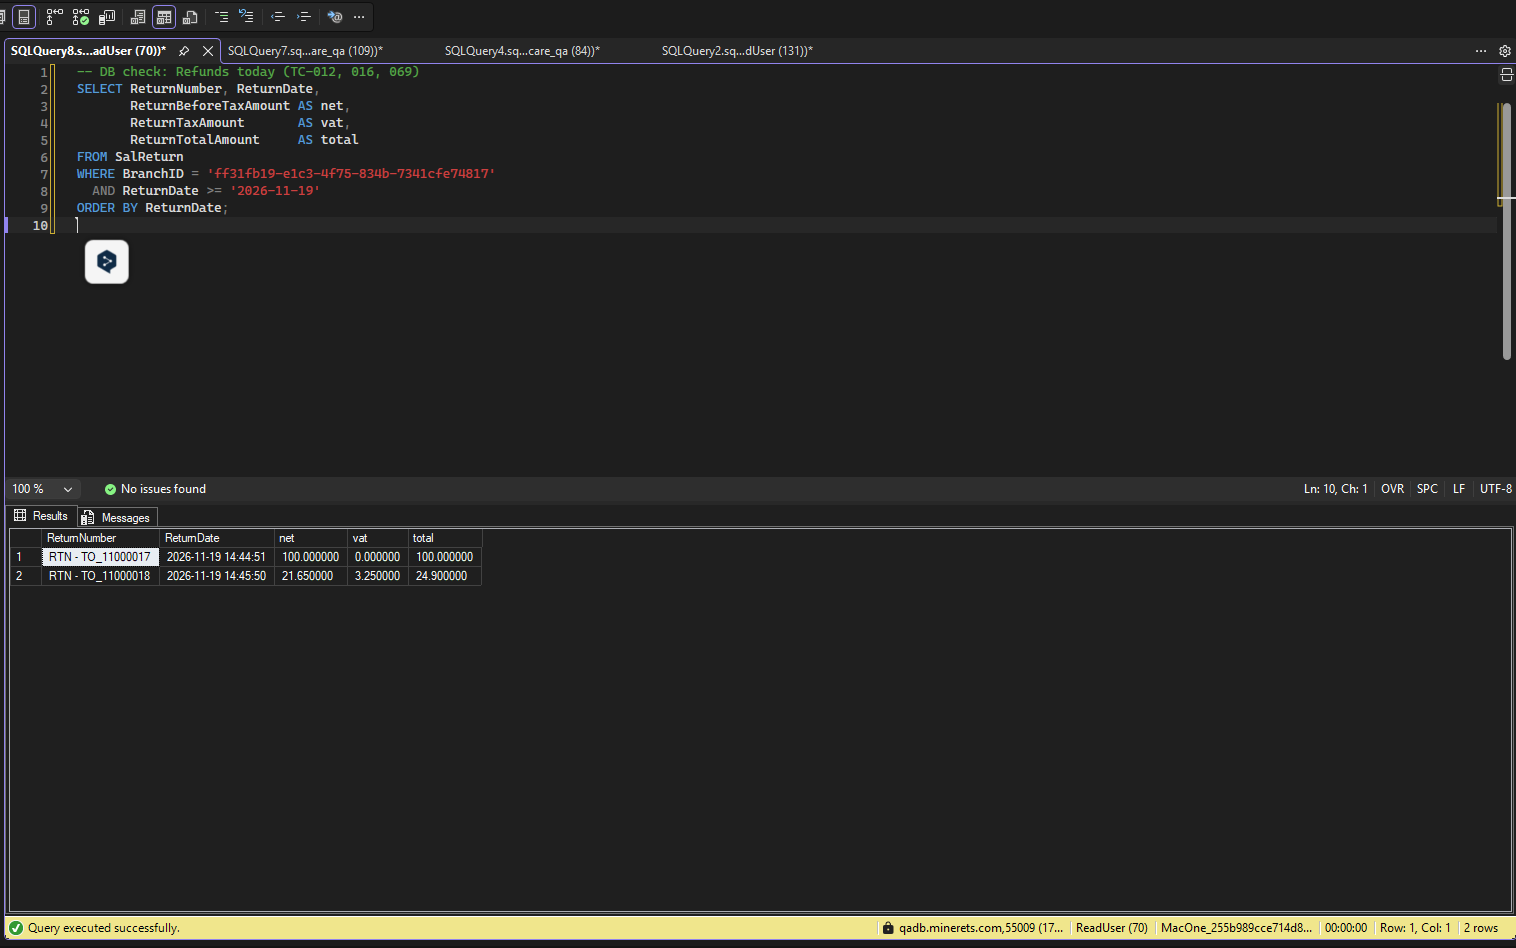 SQLQuery8.s...adUser (70))* SQLQuery7.sq...are_qa (109))* SQLQuery4.sq...care_qa (84))* SQLQuery2.sq...dUser (131))*
1 -- DB check: Refunds today (TC-012, 016, 069)
2 SELECT ReturnNumber, ReturnDate,
3 ReturnBeforeTaxAmount AS net,
4 ReturnTaxAmount AS vat,
5 ReturnTotalAmount AS total
6 FROM SalReturn
7 WHERE BranchID = 'ff31fb19-e1c3-4f75-834b-7341cfe74817'
8 AND ReturnDate >= '2026-11-19'
9 ORDER BY ReturnDate;
10
100 % No issues found Ln: 10, Ch: 1 OVR SPC LF UTF-8
Results Messages
ReturnNumber ReturnDate net vat total
1 RTN - TO_11000017 2026-11-19 14:44:51 100.000000 0.000000 100.000000
2 RTN - TO_11000018 2026-11-19 14:45:50 21.650000 3.250000 24.900000
Query executed successfully. qadb.minerets.com,55009 (17... ReadUser (70) MacOne_255b989cce714d8... 00:00:00 Row: 1, Col: 1 2 rows